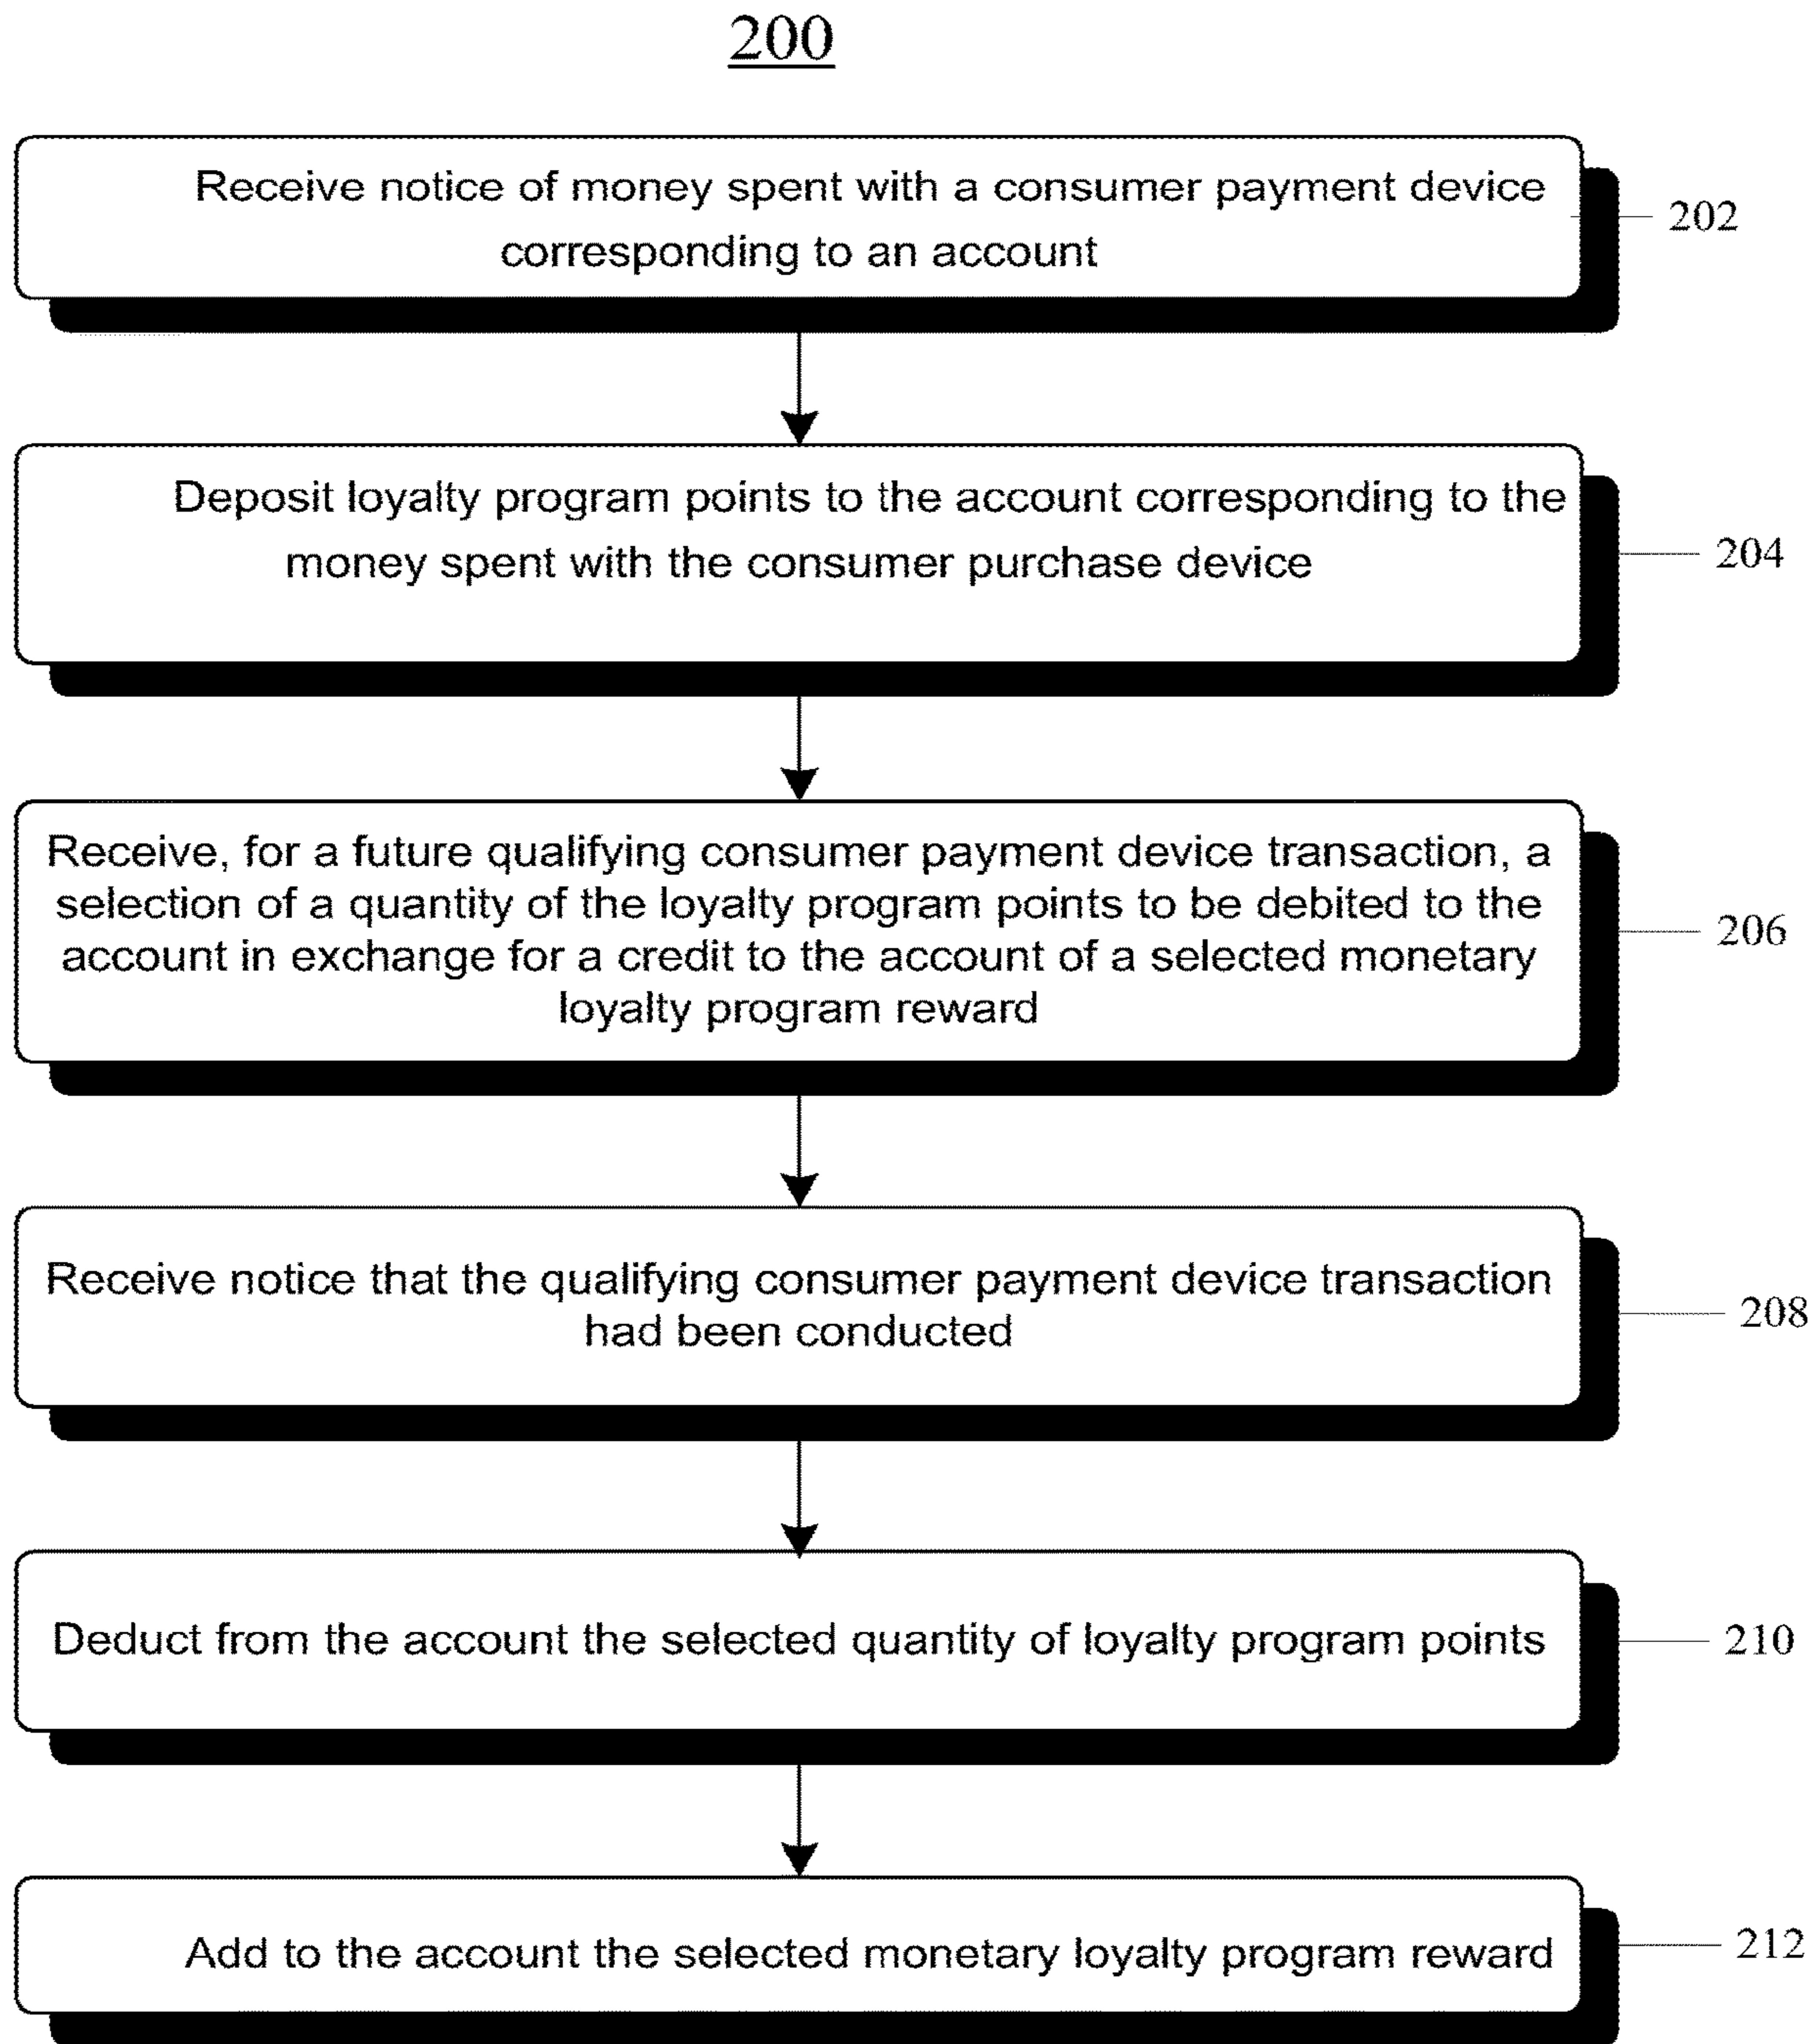 200
Receive notice of money spent with a consumer payment device
corresponding to an account
202
Deposit loyalty program points to the account corresponding to the
money spent with the consumer purchase device
204
Receive, for a future qualifying consumer payment device transaction, a
selection of a quantity of the loyalty program points to be debited to the
account in exchange for a credit to the account of a selected monetary
loyalty program reward
206
Receive notice that the qualifying consumer payment device transaction
had been conducted
208
Deduct from the account the selected quantity of loyalty program points
210
Add to the account the selected monetary loyalty program reward
212